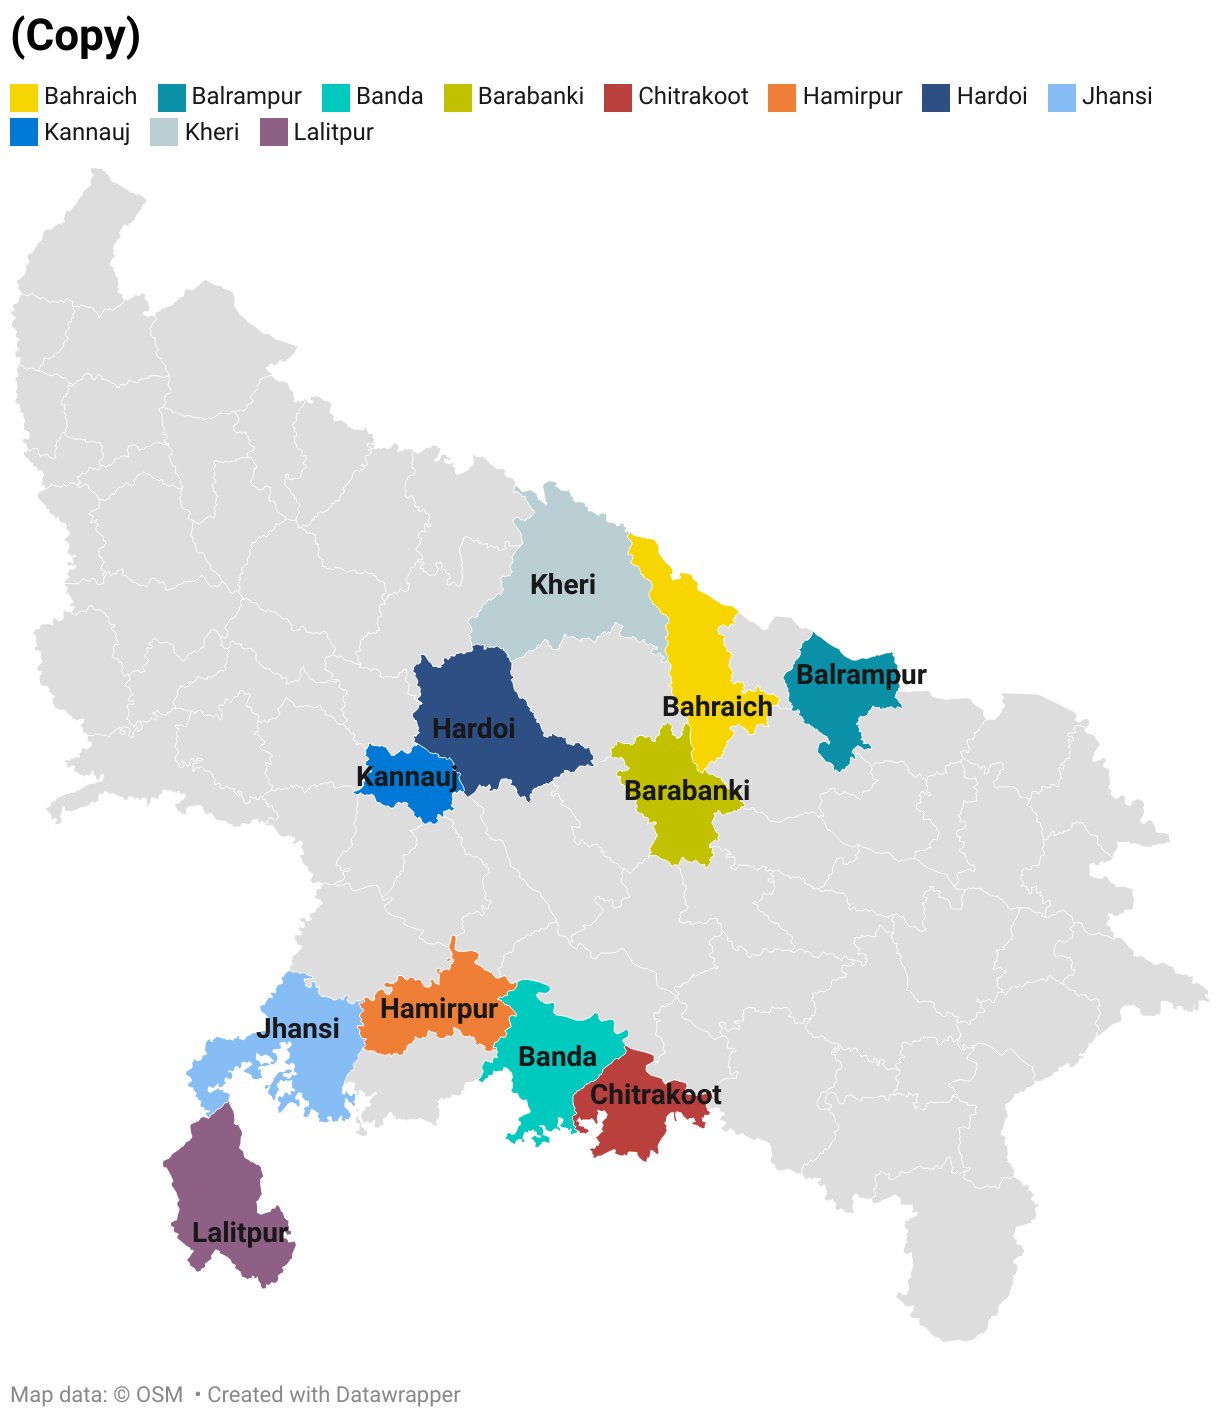 (Copy)
Bahraich Balrampur Banda Barabanki Chitrakoot Hamirpur Hardoi Jhansi
Kannauj Kheri Lalitpur
Kheri
Balrampur
Bahraich
Hardoi
Kannauj
Barabanki
Hamirpur
Jhansi
Banda
Chitrakoot
Lalitpur
Map data: © OSM • Created with Datawrapper